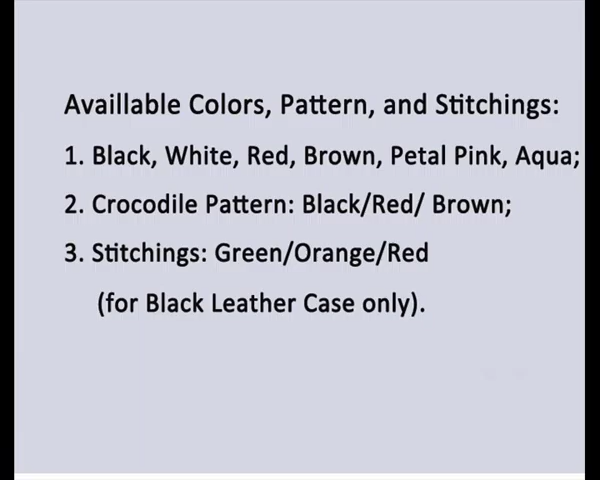 Availlable Colors, Pattern, and Stitchings:
1. Black, White, Red, Brown, Petal Pink, Aqua;
2. Crocodile Pattern: Black/Red/ Brown;
3. Stitchings: Green/Orange/Red
(for Black Leather Case only).